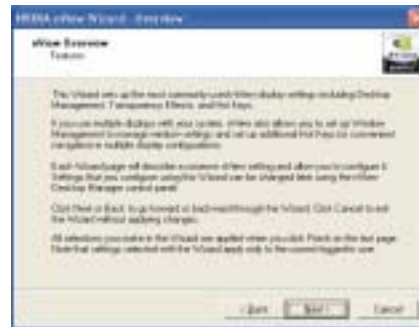 NVIDIA nView Wizard - Overview
nView Overview
Features
This Wizard sets up the most commonly used nView display settings including Desktop
Management, Transparency Effects, and Hot Keys.
If you use multiple displays with your system, nView also allows you to set up Window
Management to manage window settings and set up additional Hot Keys for convenient
navigation in multiple display configurations.
Each Wizard page will describe a common nView setting and allow you to configure it.
Settings that you configure using the Wizard can be changed later using the nView
Desktop Manager control panel.
Click Next or Back to go forward or backward through the Wizard. Click Cancel to exit
the Wizard without applying changes.
All selections you make in the Wizard are applied when you click Finish on the last page.
Note that settings selected with the Wizard apply only to the current logged in user.
< Back
Next >
Cancel